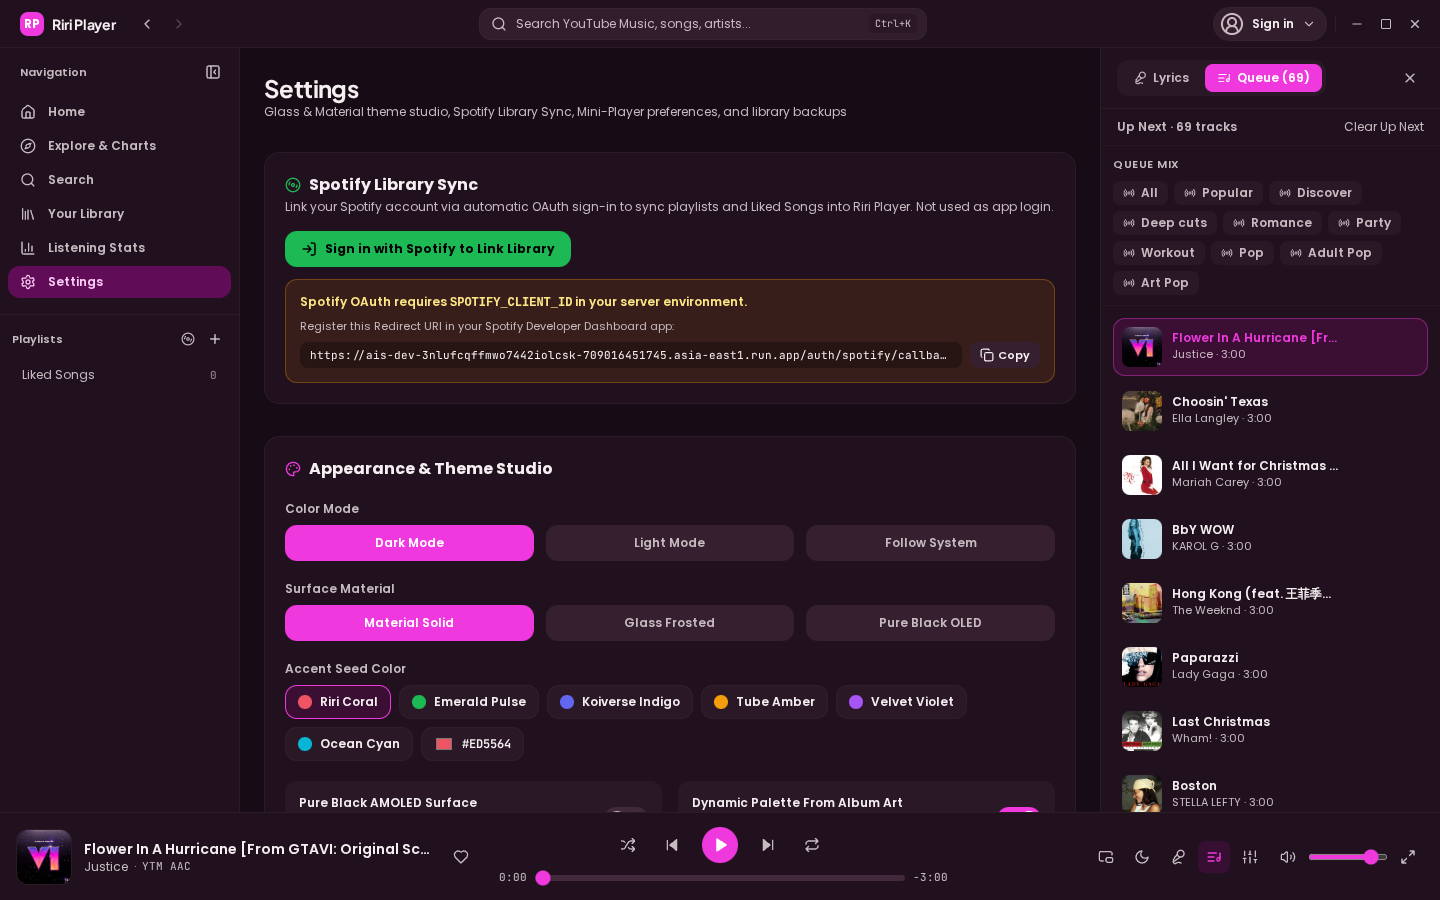 RP Riri Player
Search YouTube Music, songs, artists... Ctrl+K
Sign in
Navigation
Home
Explore & Charts
Search
Your Library
Listening Stats
Settings
Playlists
Liked Songs 0
Settings
Glass & Material theme studio, Spotify Library Sync, Mini-Player preferences, and library backups
Spotify Library Sync
Link your Spotify account via automatic OAuth sign-in to sync playlists and Liked Songs into Riri Player. Not used as app login.
Sign in with Spotify to Link Library
Spotify OAuth requires SPOTIFY_CLIENT_ID in your server environment.
Register this Redirect URI in your Spotify Developer Dashboard app:
https://ais-dev-3nlufcqffmwo7442iolcsk-709016451745.asia-east1.run.app/auth/spotify/callba… Copy
Appearance & Theme Studio
Color Mode
Dark Mode Light Mode Follow System
Surface Material
Material Solid Glass Frosted Pure Black OLED
Accent Seed Color
Riri Coral Emerald Pulse Koiverse Indigo Tube Amber Velvet Violet
Ocean Cyan #ED5564
Pure Black AMOLED Surface Dynamic Palette From Album Art
Lyrics Queue (69)
Up Next · 69 tracks Clear Up Next
QUEUE MIX
All Popular Discover
Deep cuts Romance Party
Workout Pop Adult Pop
Art Pop
Flower In A Hurricane [Fr...
Justice · 3:00
Choosin' Texas
Ella Langley · 3:00
All I Want for Christmas ...
Mariah Carey · 3:00
BbY WOW
KAROL G · 3:00
Hong Kong (feat. 王菲季...
The Weeknd · 3:00
Paparazzi
Lady Gaga · 3:00
Last Christmas
Wham! · 3:00
Boston
STELLA LEFTY · 3:00
VI
Flower In A Hurricane [From GTAVI: Original Sc...
Justice · YTM AAC
0:00 -3:00